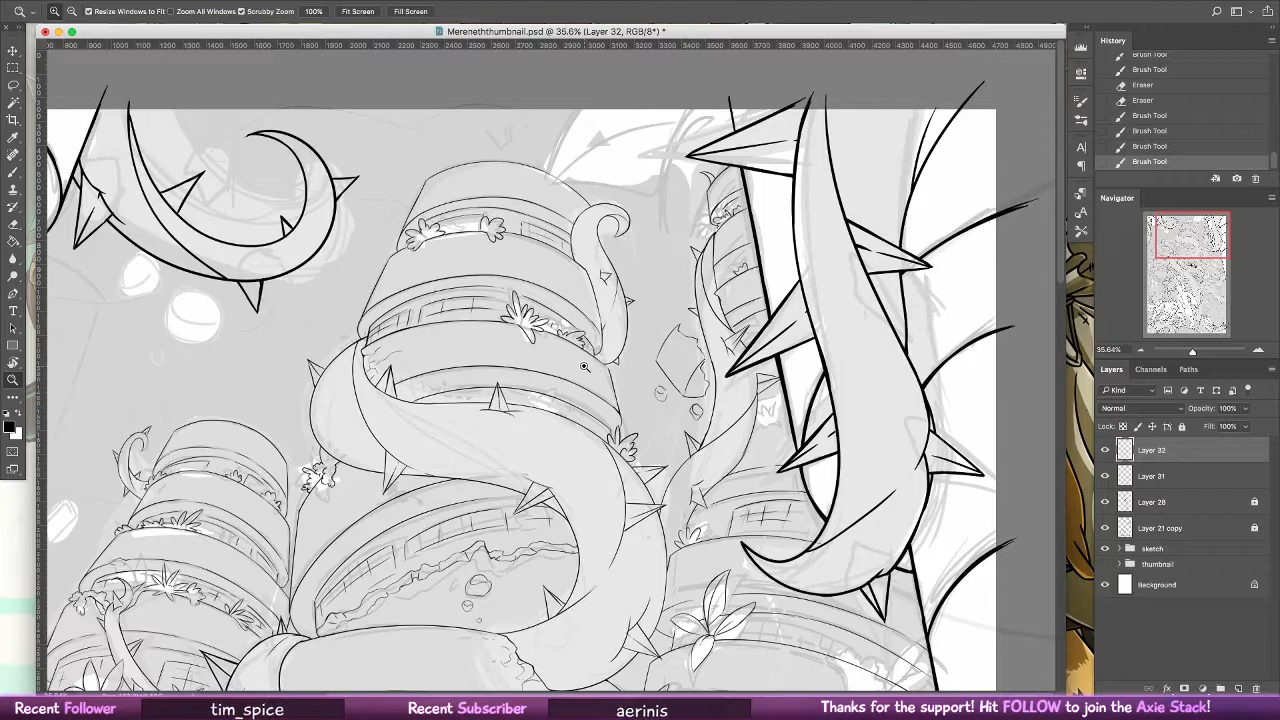 Resize Windows to Fit Zoom All Windows Scrubby Zoom 100% Fit Screen Fill Screen
Mereneththumbnail.psd @ 35.6% (Layer 32, RGB/8*) *
History
Brush Tool
Brush Tool
Eraser
Eraser
Brush Tool
Brush Tool
Brush Tool
Brush Tool
Navigator
35.64%
Layers Channels Paths
Kind
Normal Opacity: 100%
Lock: Fill: 100%
Layer 32
Layer 31
Layer 28
Layer 21 copy
sketch
thumbnail
Background
Recent Follower tim_spice Recent Subscriber aerinis Thanks for the support! Hit FOLLOW to join the Axie Stack!